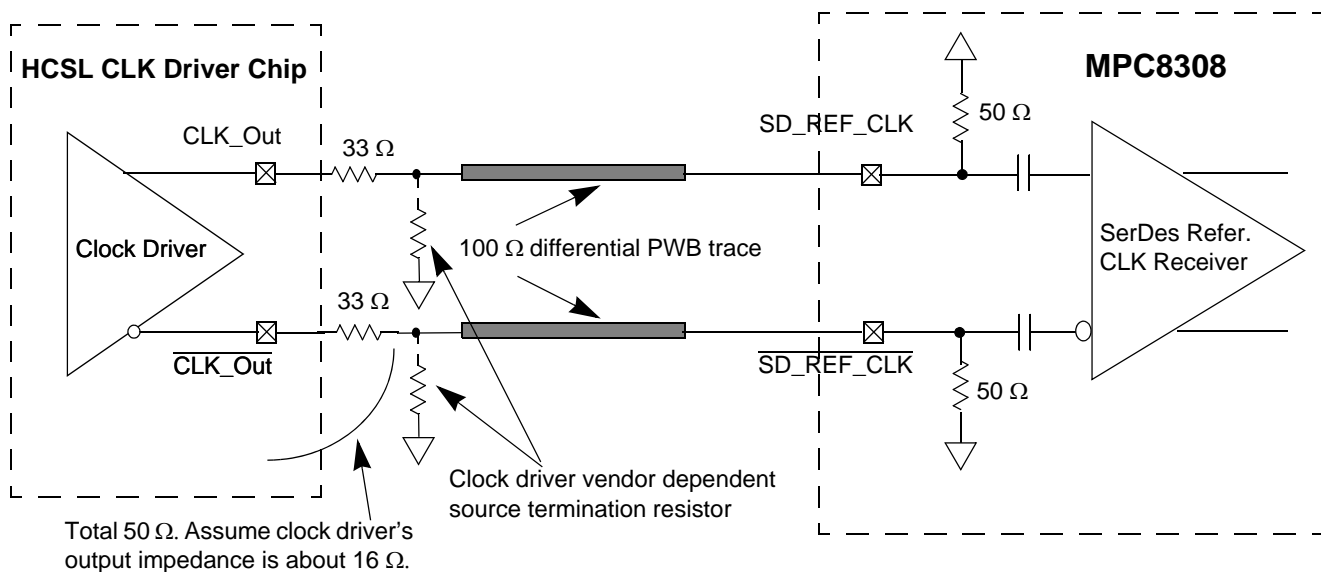 HCSL CLK Driver Chip
MPC8308
CLK_Out
33 Ω
SD_REF_CLK
50 Ω
Clock Driver
100 Ω differential PWB trace
SerDes Refer.
CLK Receiver
33 Ω
CLK_Out
SD_REF_CLK
50 Ω
Clock driver vendor dependent
source termination resistor
Total 50 Ω. Assume clock driver's
output impedance is about 16 Ω.